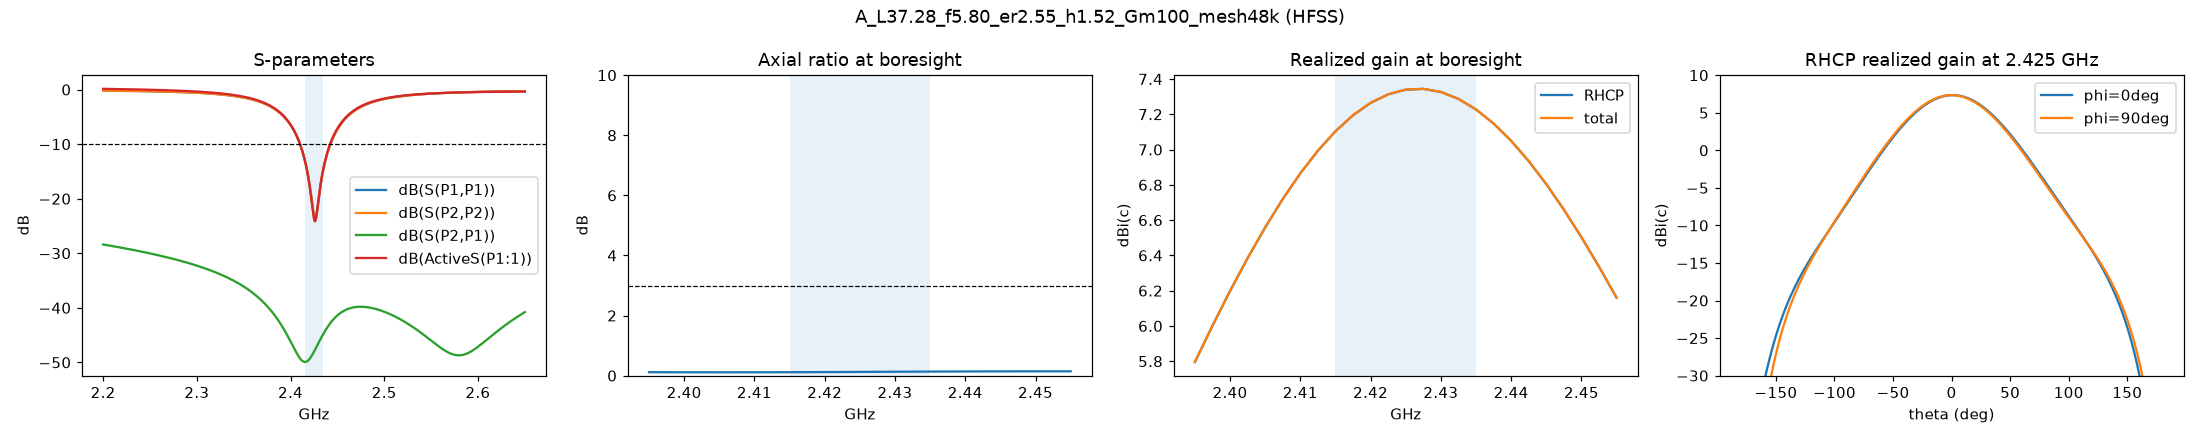 A_L37.28_f5.80_er2.55_h1.52_Gm100_mesh48k (HFSS)
S-parameters
dB
0
−10
−20
−30
−40
−50
dB(S(P1,P1))
dB(S(P2,P2))
dB(S(P2,P1))
dB(ActiveS(P1:1))
2.2 2.3 2.4 2.5 2.6
GHz
Axial ratio at boresight
dB
10
8
6
4
2
0
2.40 2.41 2.42 2.43 2.44 2.45
GHz
Realized gain at boresight
dBi(c)
7.4
7.2
7.0
6.8
6.6
6.4
6.2
6.0
5.8
RHCP
total
2.40 2.41 2.42 2.43 2.44 2.45
GHz
RHCP realized gain at 2.425 GHz
dBi(c)
10
5
0
−5
−10
−15
−20
−25
−30
phi=0deg
phi=90deg
−150 −100 −50 0 50 100 150
theta (deg)